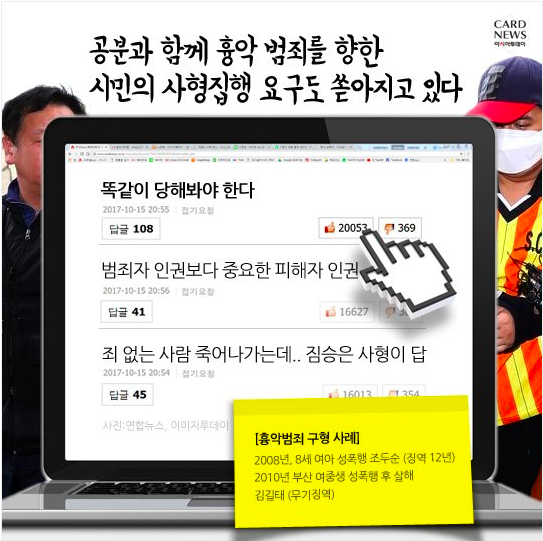 CARD
NEWS
아시아투데이
공분과 함께 흉악 범죄를 향한
시민의 사형집행 요구도 쏟아지고 있다
똑같이 당해봐야 한다
2017-10-15 20:55 접기요청
답글 108 20053 369
범죄자 인권보다 중요한 피해자 인권
2017-10-15 20:56 접기요청
답글 41 16627
죄 없는 사람 죽어나가는데.. 짐승은 사형이 답
2017-10-15 20:54 접기요청
답글 45 16013 354
사진:연합뉴스, 이미지투데이
[흉악범죄 구형 사례]
2008년, 8세 여아 성폭행 조두순 (징역 12년)
2010년 부산 여중생 성폭행 후 살해
김길태 (무기징역)